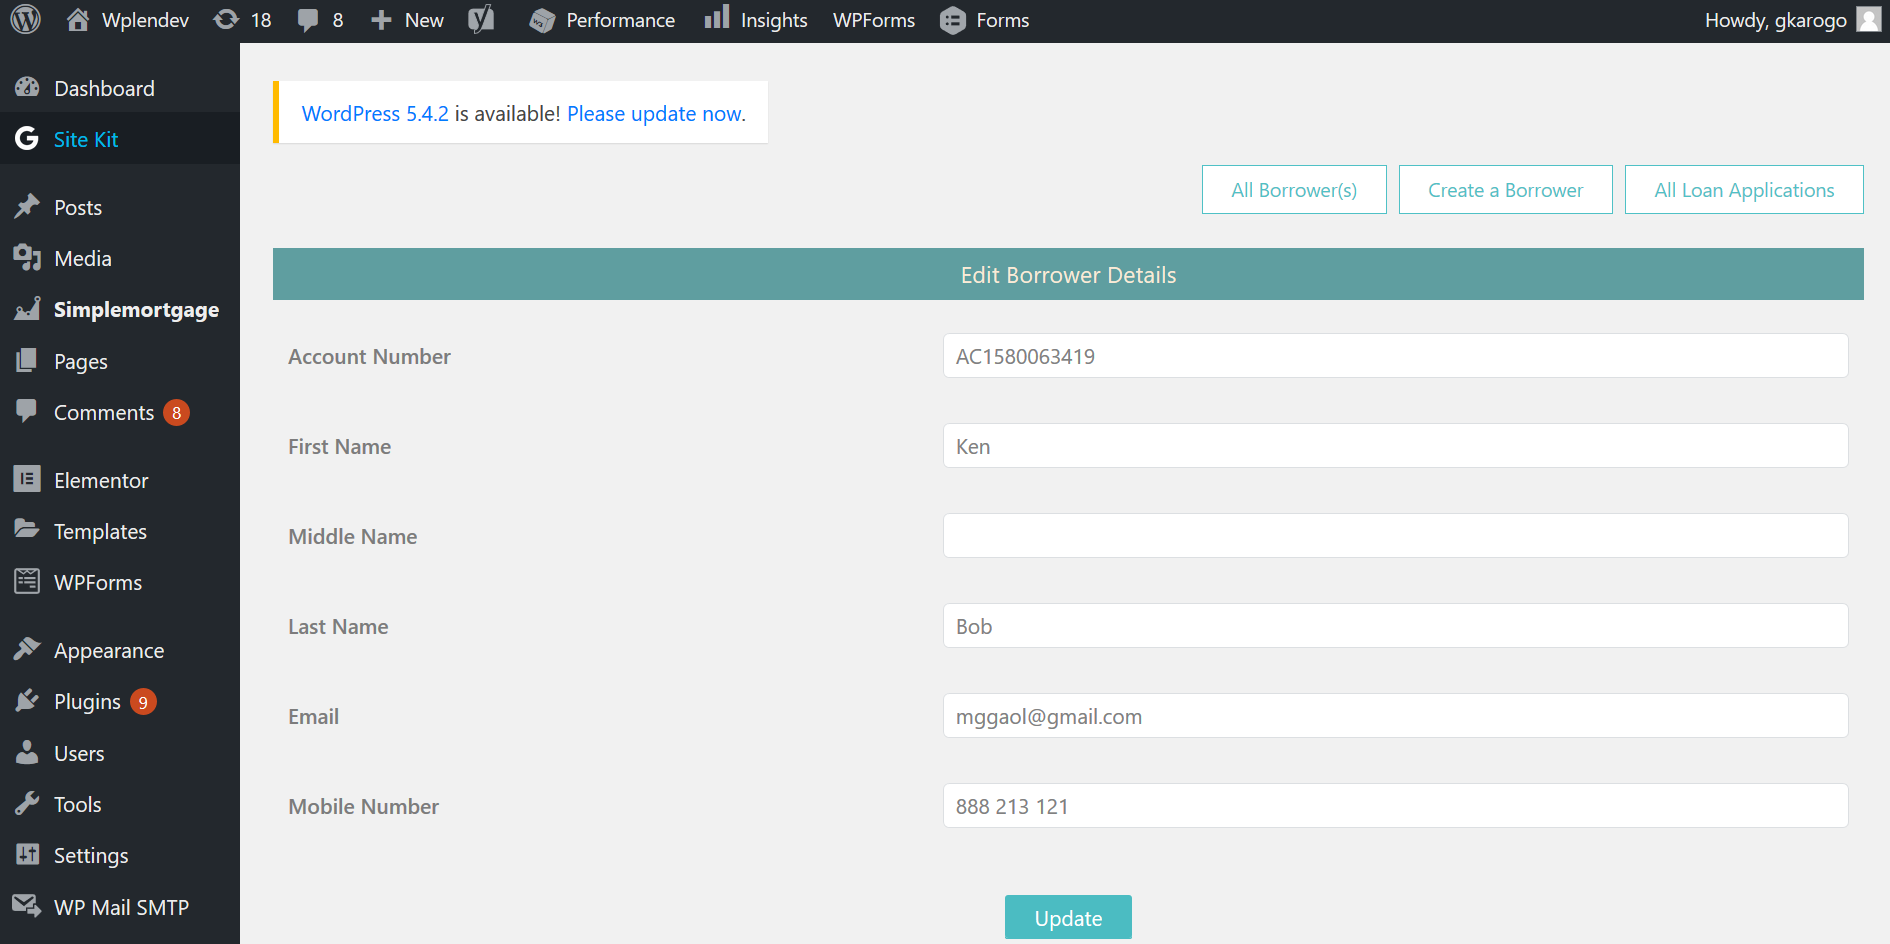 Wplendev 18 8 New Performance Insights WPForms Forms Howdy, gkarogo
Dashboard
Site Kit
Posts
Media
Simplemortgage
Pages
Comments 8
Elementor
Templates
WPForms
Appearance
Plugins 9
Users
Tools
Settings
WP Mail SMTP
WordPress 5.4.2 is available! Please update now.
All Borrower(s) Create a Borrower All Loan Applications
Edit Borrower Details
Account Number AC1580063419
First Name Ken
Middle Name
Last Name Bob
Email mggaol@gmail.com
Mobile Number 888 213 121
Update